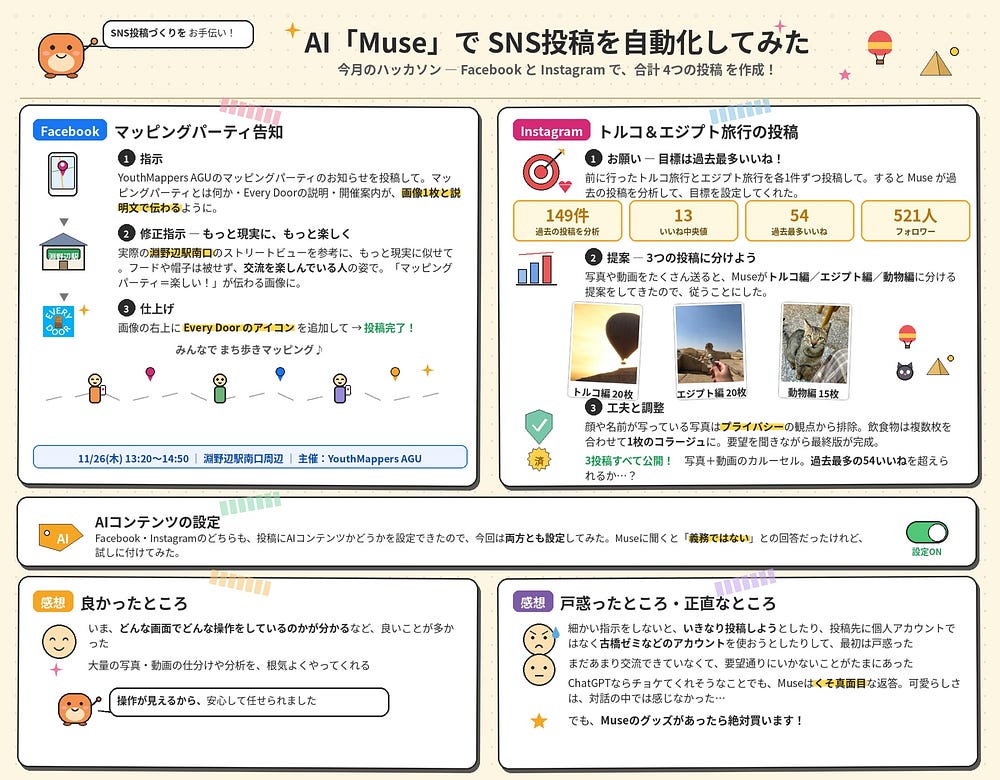 SNS投稿づくりを お手伝い！
AI「Muse」で SNS投稿を自動化してみた
今月のハッカソン — Facebook と Instagram で、合計 4つの投稿 を作成！
Facebook マッピングパーティ告知
1 指示
YouthMappers AGUのマッピングパーティのお知らせを投稿して。マッ
ピングパーティとは何か・Every Doorの説明・開催案内が、画像1枚と説
明文で伝わるように。
2 修正指示 — もっと現実に、もっと楽しく
実際の淵野辺駅南口のストリートビューを参考に、もっと現実に似せて
。フードや帽子は被せず、交流を楽しんでいる人の姿で。「マッピング
パーティ＝楽しい！」が伝わる画像に。
淵野辺駅
3 仕上げ
画像の右上に Every Door のアイコン を追加して → 投稿完了！
EVERY
DOOR
みんなで まち歩きマッピング♪
11/26(木) 13:20〜14:50 ｜ 淵野辺駅南口周辺 ｜ 主催：YouthMappers AGU
Instagram トルコ＆エジプト旅行の投稿
1 お願い — 目標は過去最多いいね！
前に行ったトルコ旅行とエジプト旅行を各1件ずつ投稿して。すると Muse が過
去の投稿を分析して、目標を設定してくれた。
149件
過去の投稿を分析
13
いいね中央値
54
過去最多いいね
521人
フォロワー
2 提案 — 3つの投稿に分けよう
写真や動画をたくさん送ると、Museがトルコ編／エジプト編／動物編に分ける
提案をしてきたので、従うことにした。
トルコ編 20枚
エジプト編 20枚
動物編 15枚
3 工夫と調整
顔や名前が写っている写真はプライバシーの観点から排除。飲食物は複数枚を
合わせて1枚のコラージュに。要望を聞きながら最終版が完成。
済
3投稿すべて公開！ 写真＋動画のカルーセル。過去最多の54いいねを超えら
れるか…？
AI
AIコンテンツの設定
Facebook・Instagramのどちらも、投稿にAIコンテンツかどうかを設定できたので、今回は両方とも設定してみた。Museに聞くと「義務ではない」との回答だったけれど、
試しに付けてみた。
設定ON
感想 良かったところ
いま、どんな画面でどんな操作をしているのかが分かるなど、良いことが多か
った
大量の写真・動画の仕分けや分析を、根気よくやってくれる
操作が見えるから、安心して任せられました
感想 戸惑ったところ・正直なところ
細かい指示をしないと、いきなり投稿しようとしたり、投稿先に個人アカウントで
はなく古橋ゼミなどのアカウントを使おうとしたりして、最初は戸惑った
まだあまり交流できていなくて、要望通りにいかないことがたまにあった
ChatGPTならチョケてくれそうなことでも、Museはくそ真面目な返答。可愛らしさ
は、対話の中では感じなかった…
でも、Museのグッズがあったら絶対買います！